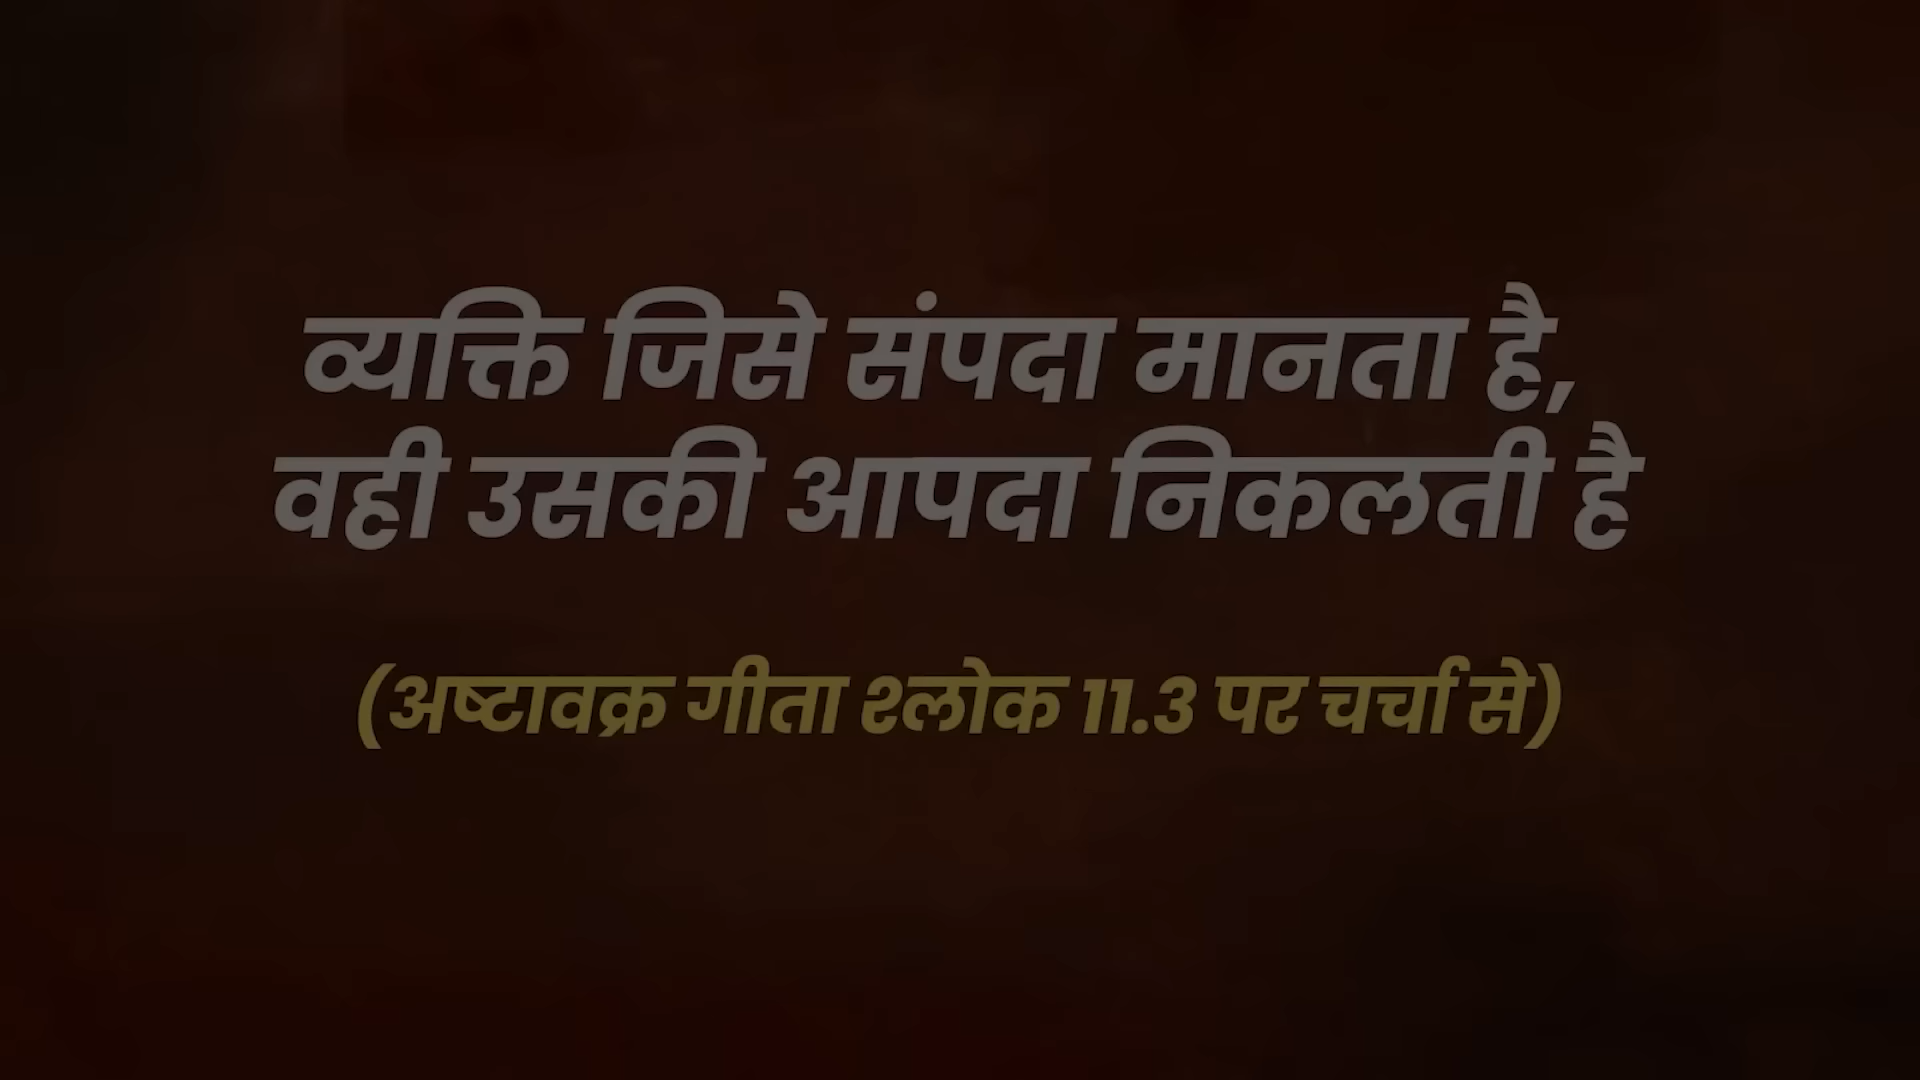 व्यक्ति जिसे संपदा मानता है,
वही उसकी आपदा निकलती है
(अष्टावक्र गीता श्लोक 11.3 पर चर्चा से)